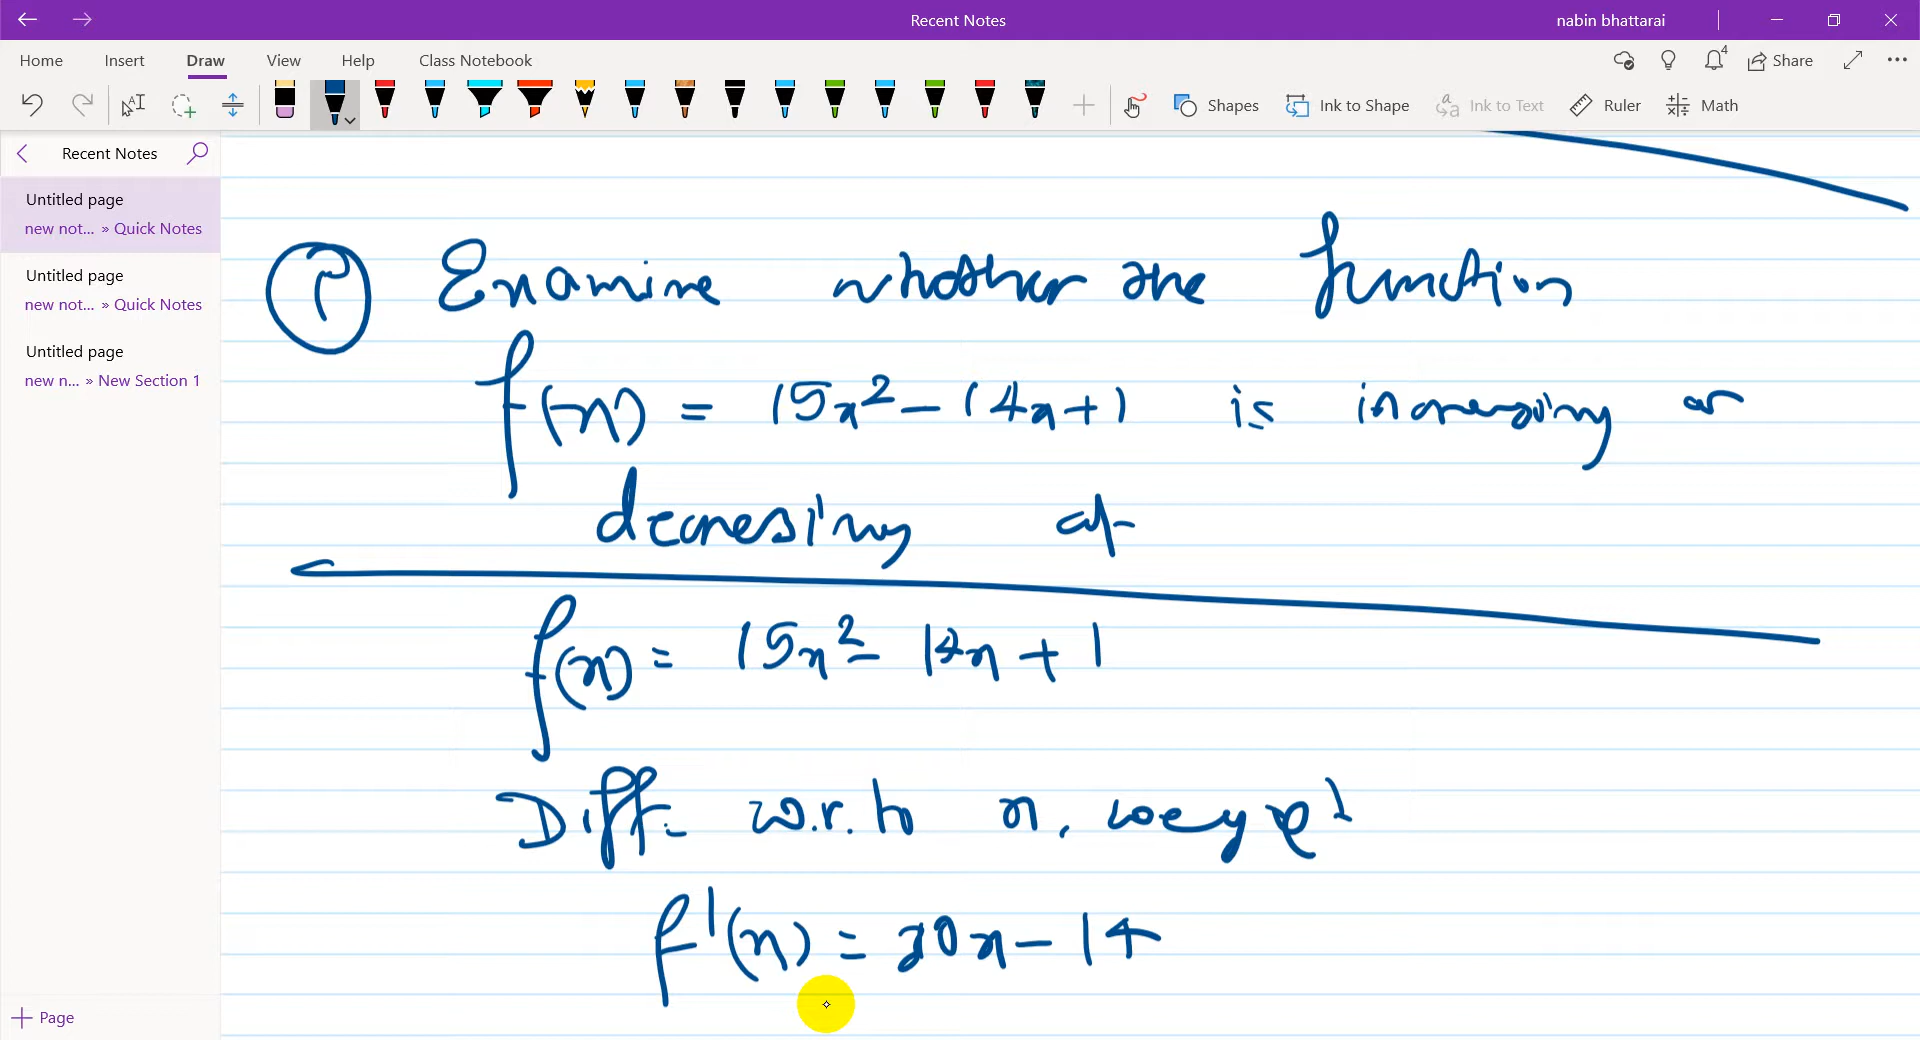 Recent Notes
nabin bhattarai
Home Insert Draw View Help Class Notebook
4 Share
Shapes Ink to Shape Ink to Text Ruler Math
Recent Notes
Untitled page
new not... » Quick Notes
Untitled page
new not... » Quick Notes
Untitled page
new n... » New Section 1
Page
Examine whether the function
f(x) = 15x² - 14x + 1 is increasing or
decreasing at
f(x) = 15x² - 14x + 1
Diff. w.r. to x, we get
f'(x) = 30x - 14